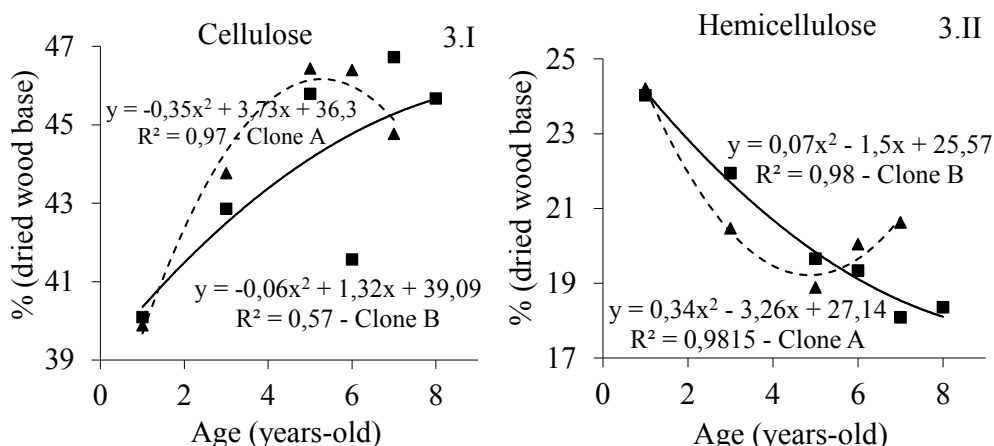 Cellulose
3.I
% (dried wood base)
47
45
43
41
39
y = -0,35x² + 3,73x + 36,3
R² = 0,97 - Clone A
y = -0,06x² + 1,32x + 39,09
R² = 0,57 - Clone B
0 2 4 6 8
Age (years-old)
Hemicellulose
3.II
% (dried wood base)
25
23
21
19
17
y = 0,07x² - 1,5x + 25,57
R² = 0,98 - Clone B
y = 0,34x² - 3,26x + 27,14
R² = 0,9815 - Clone A
0 2 4 6 8
Age (years-old)